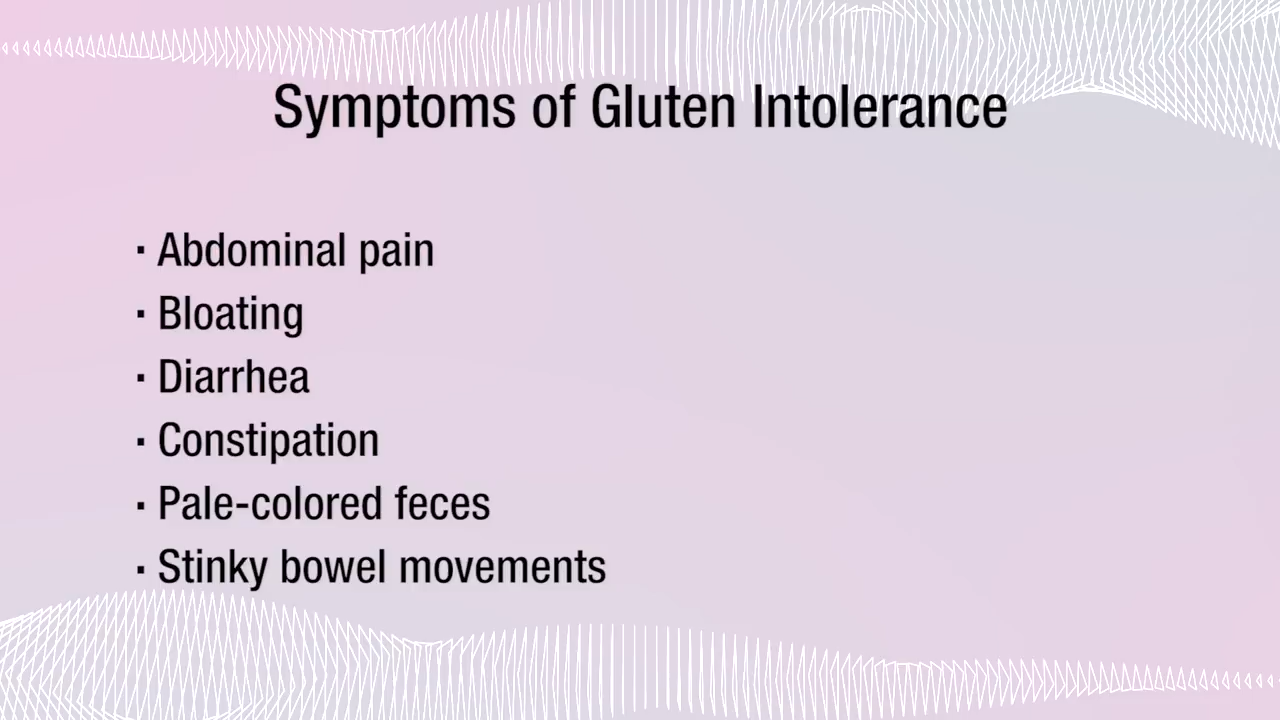 Symptoms of Gluten Intolerance
· Abdominal pain
· Bloating
· Diarrhea
· Constipation
· Pale-colored feces
· Stinky bowel movements